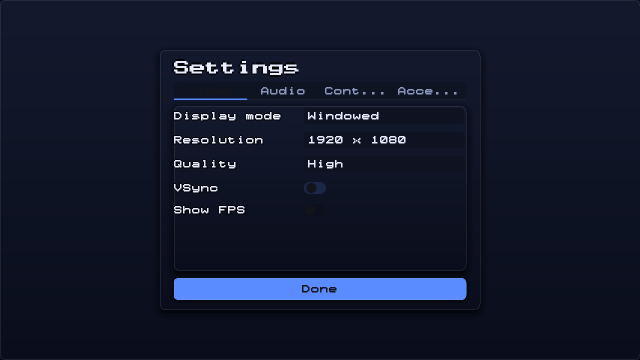 Settings
Audio Cont... Acce...
Display mode Windowed
Resolution 1920 x 1080
Quality High
VSync
Show FPS
Done